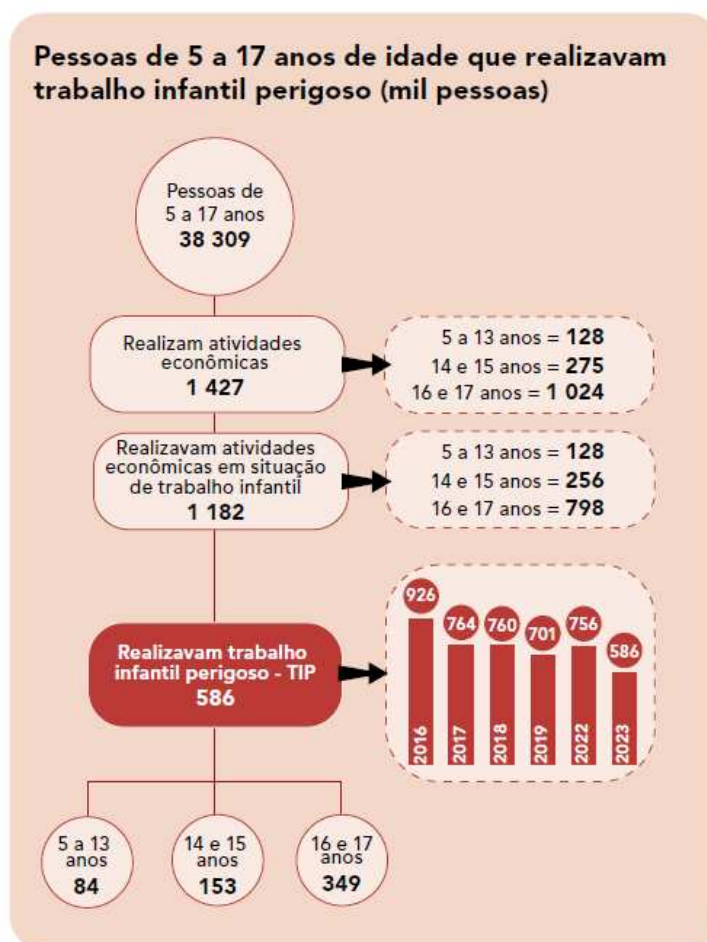 Pessoas de 5 a 17 anos de idade que realizavam
trabalho infantil perigoso (mil pessoas)
Pessoas de
5 a 17 anos
38 309
Realizam atividades
econômicas
1 427
5 a 13 anos = 128
14 e 15 anos = 275
16 e 17 anos = 1 024
Realizavam atividades
econômicas em situação
de trabalho infantil
1 182
5 a 13 anos = 128
14 e 15 anos = 256
16 e 17 anos = 798
Realizavam trabalho
infantil perigoso - TIP
586
926
764
760
701
756
586
2016
2017
2018
2019
2022
2023
5 a 13
anos
84
14 e 15
anos
153
16 e 17
anos
349